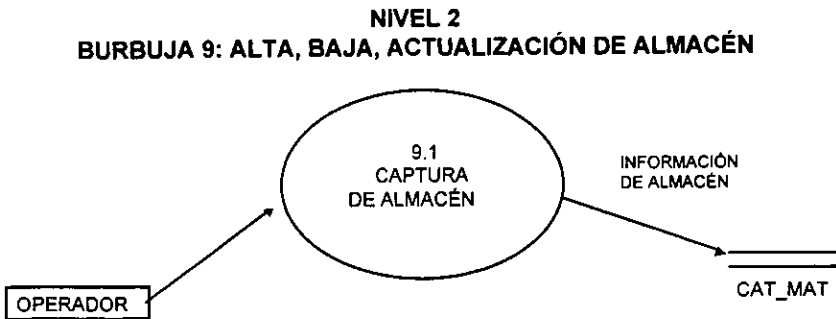 NIVEL 2
BURBUJA 9: ALTA, BAJA, ACTUALIZACIÓN DE ALMACÉN
9.1
CAPTURA
DE ALMACÉN
INFORMACIÓN
DE ALMACÉN
CAT_MAT
OPERADOR